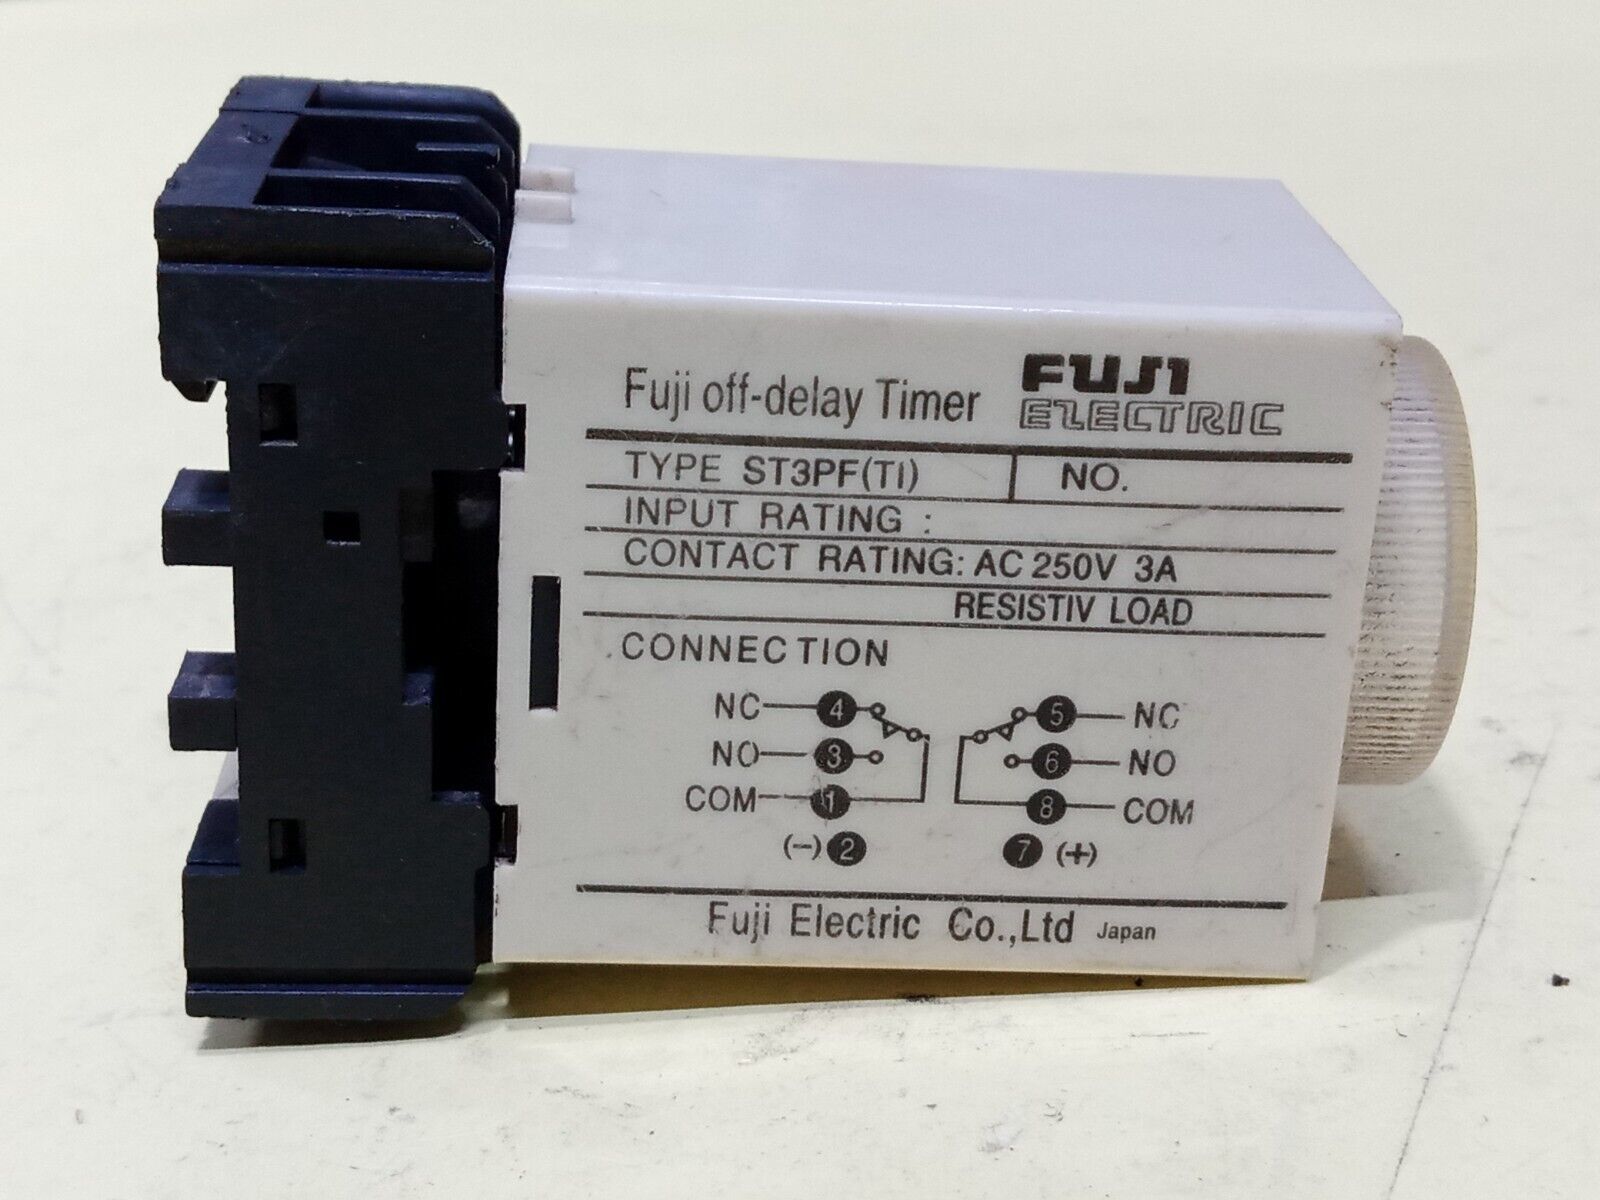 Fuji off-delay Timer FUJI ELECTRIC
TYPE ST3PF(TI) NO.
INPUT RATING :
CONTACT RATING: AC 250V 3A
RESISTIV LOAD
CONNECTION
NC 4 5 NC
NO 3 6 NO
COM 1 8 COM
(-) 2 7 (+)
Fuji Electric Co.,Ltd Japan